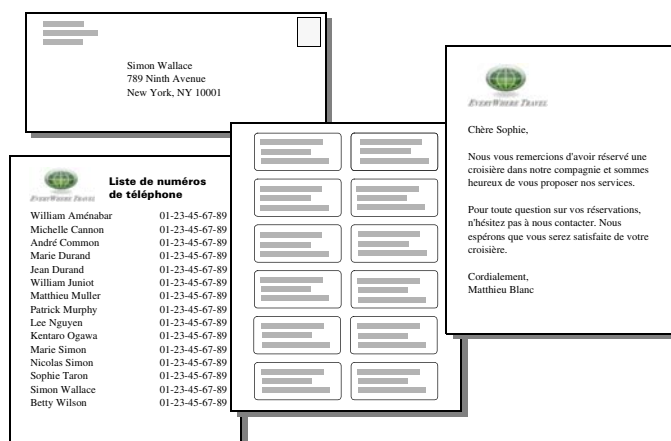 Simon Wallace
789 Ninth Avenue
New York, NY 10001
EVERYWHERE TRAVEL
Chère Sophie,
Nous vous remercions d'avoir réservé une
croisière dans notre compagnie et sommes
heureux de vous proposer nos services.
Pour toute question sur vos réservations,
n'hésitez pas à nous contacter. Nous
espérons que vous serez satisfaite de votre
croisière.
Cordialement,
Matthieu Blanc
EVERYWHERE TRAVEL
Liste de numéros
de téléphone
William Aménabar 01-23-45-67-89
Michelle Cannon 01-23-45-67-89
André Common 01-23-45-67-89
Marie Durand 01-23-45-67-89
Jean Durand 01-23-45-67-89
William Juniot 01-23-45-67-89
Matthieu Muller 01-23-45-67-89
Patrick Murphy 01-23-45-67-89
Lee Nguyen 01-23-45-67-89
Kentaro Ogawa 01-23-45-67-89
Marie Simon 01-23-45-67-89
Nicolas Simon 01-23-45-67-89
Sophie Taron 01-23-45-67-89
Simon Wallace 01-23-45-67-89
Betty Wilson 01-23-45-67-89